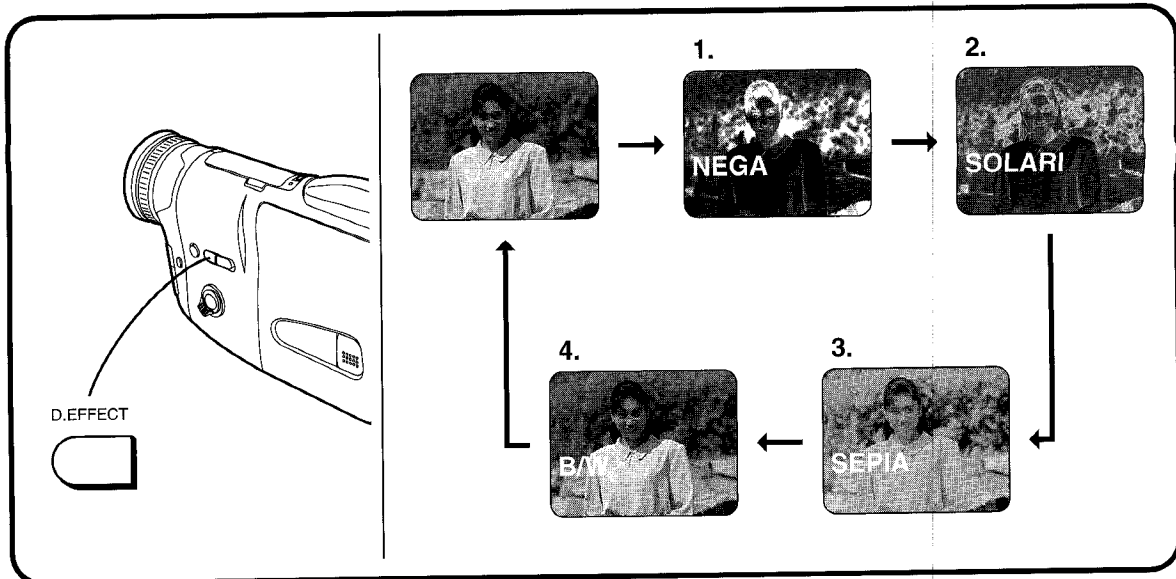 1.
2.
NEGA
SOLARI
4.
3.
B/W
SEPIA
D.EFFECT